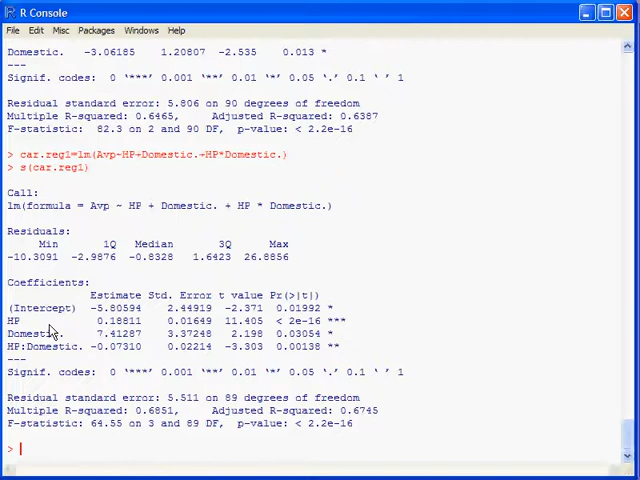 R Console
File Edit Misc Packages Windows Help
Domestic. -3.06185 1.20807 -2.535 0.013 *
---
Signif. codes: 0 ‘***’ 0.001 ‘**’ 0.01 ‘*’ 0.05 ‘.’ 0.1 ‘ ’ 1
Residual standard error: 5.806 on 90 degrees of freedom
Multiple R-squared: 0.6465, Adjusted R-squared: 0.6387
F-statistic: 82.3 on 2 and 90 DF, p-value: < 2.2e-16
> car.reg1=lm(Avp~HP+Domestic.+HP*Domestic.)
> s(car.reg1)
Call:
lm(formula = Avp ~ HP + Domestic. + HP * Domestic.)
Residuals:
Min 1Q Median 3Q Max
-10.3091 -2.9876 -0.8328 1.6423 26.8856
Coefficients:
Estimate Std. Error t value Pr(>|t|)
(Intercept) -5.80594 2.44919 -2.371 0.01992 *
HP 0.18811 0.01649 11.405 < 2e-16 ***
Domestic. 7.41287 3.37248 2.198 0.03054 *
HP:Domestic. -0.07310 0.02214 -3.303 0.00138 **
---
Signif. codes: 0 ‘***’ 0.001 ‘**’ 0.01 ‘*’ 0.05 ‘.’ 0.1 ‘ ’ 1
Residual standard error: 5.511 on 89 degrees of freedom
Multiple R-squared: 0.6851, Adjusted R-squared: 0.6745
F-statistic: 64.55 on 3 and 89 DF, p-value: < 2.2e-16
>